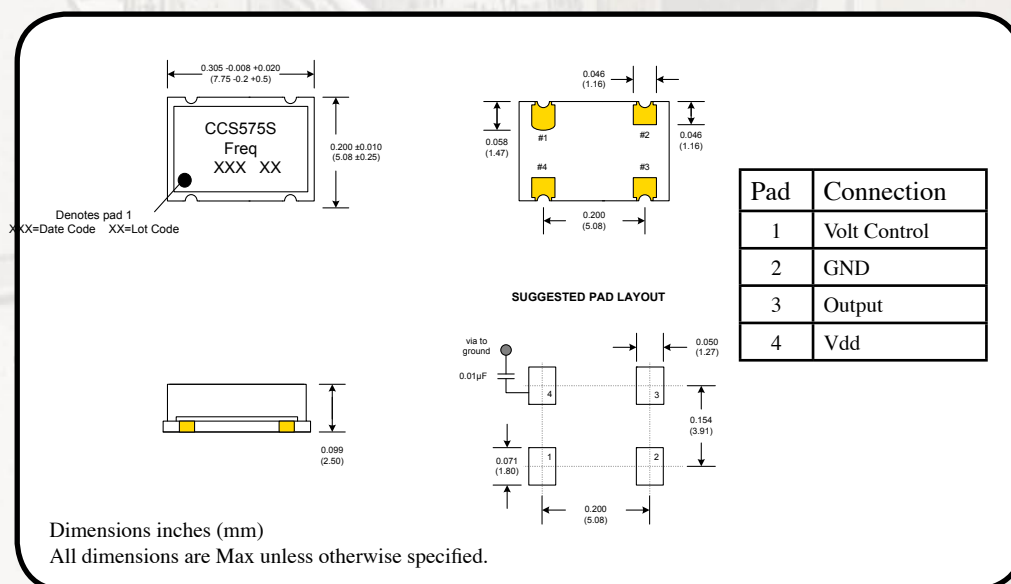 0.305 -0.008 +0.020
(7.75 -0.2 +0.5)
CCS575S
Freq
XXX XX
0.200 ±0.010
(5.08 ±0.25)
Denotes pad 1
XXX=Date Code XX=Lot Code
0.046
(1.16)
0.058
(1.47)
#1
#2
0.046
(1.16)
#4
#3
0.200
(5.08)
Pad Connection
1 Volt Control
2 GND
3 Output
4 Vdd
0.099
(2.50)
SUGGESTED PAD LAYOUT
via to
ground
0.01µF
4
3
0.050
(1.27)
0.154
(3.91)
0.071
(1.80)
1
2
0.200
(5.08)
Dimensions inches (mm)
All dimensions are Max unless otherwise specified.